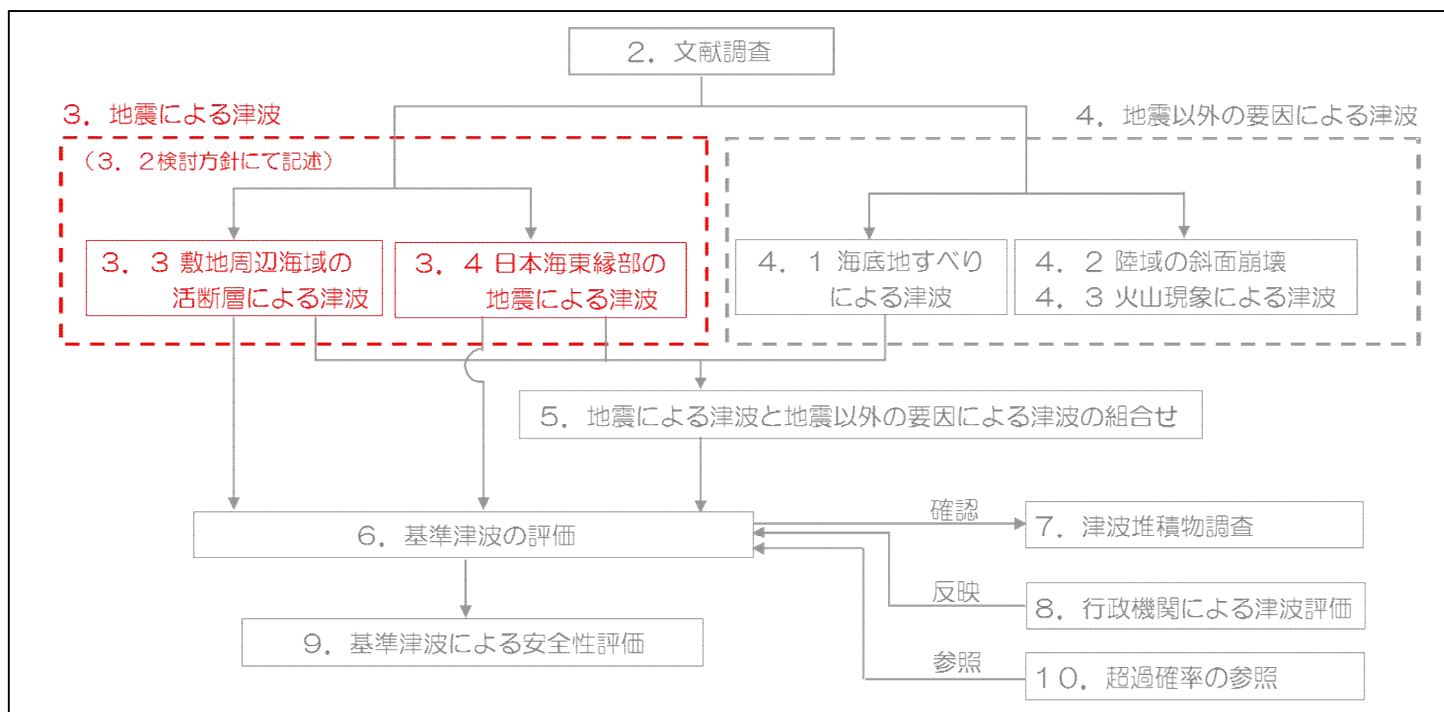 2．文献調査
3．地震による津波
4．地震以外の要因による津波
（3．2検討方針にて記述）
3．3 敷地周辺海域の
活断層による津波
3．4 日本海東縁部の
地震による津波
4．1 海底地すべり
による津波
4．2 陸域の斜面崩壊
4．3 火山現象による津波
5．地震による津波と地震以外の要因による津波の組合せ
6．基準津波の評価
確認
7．津波堆積物調査
反映
8．行政機関による津波評価
9．基準津波による安全性評価
参照
10．超過確率の参照